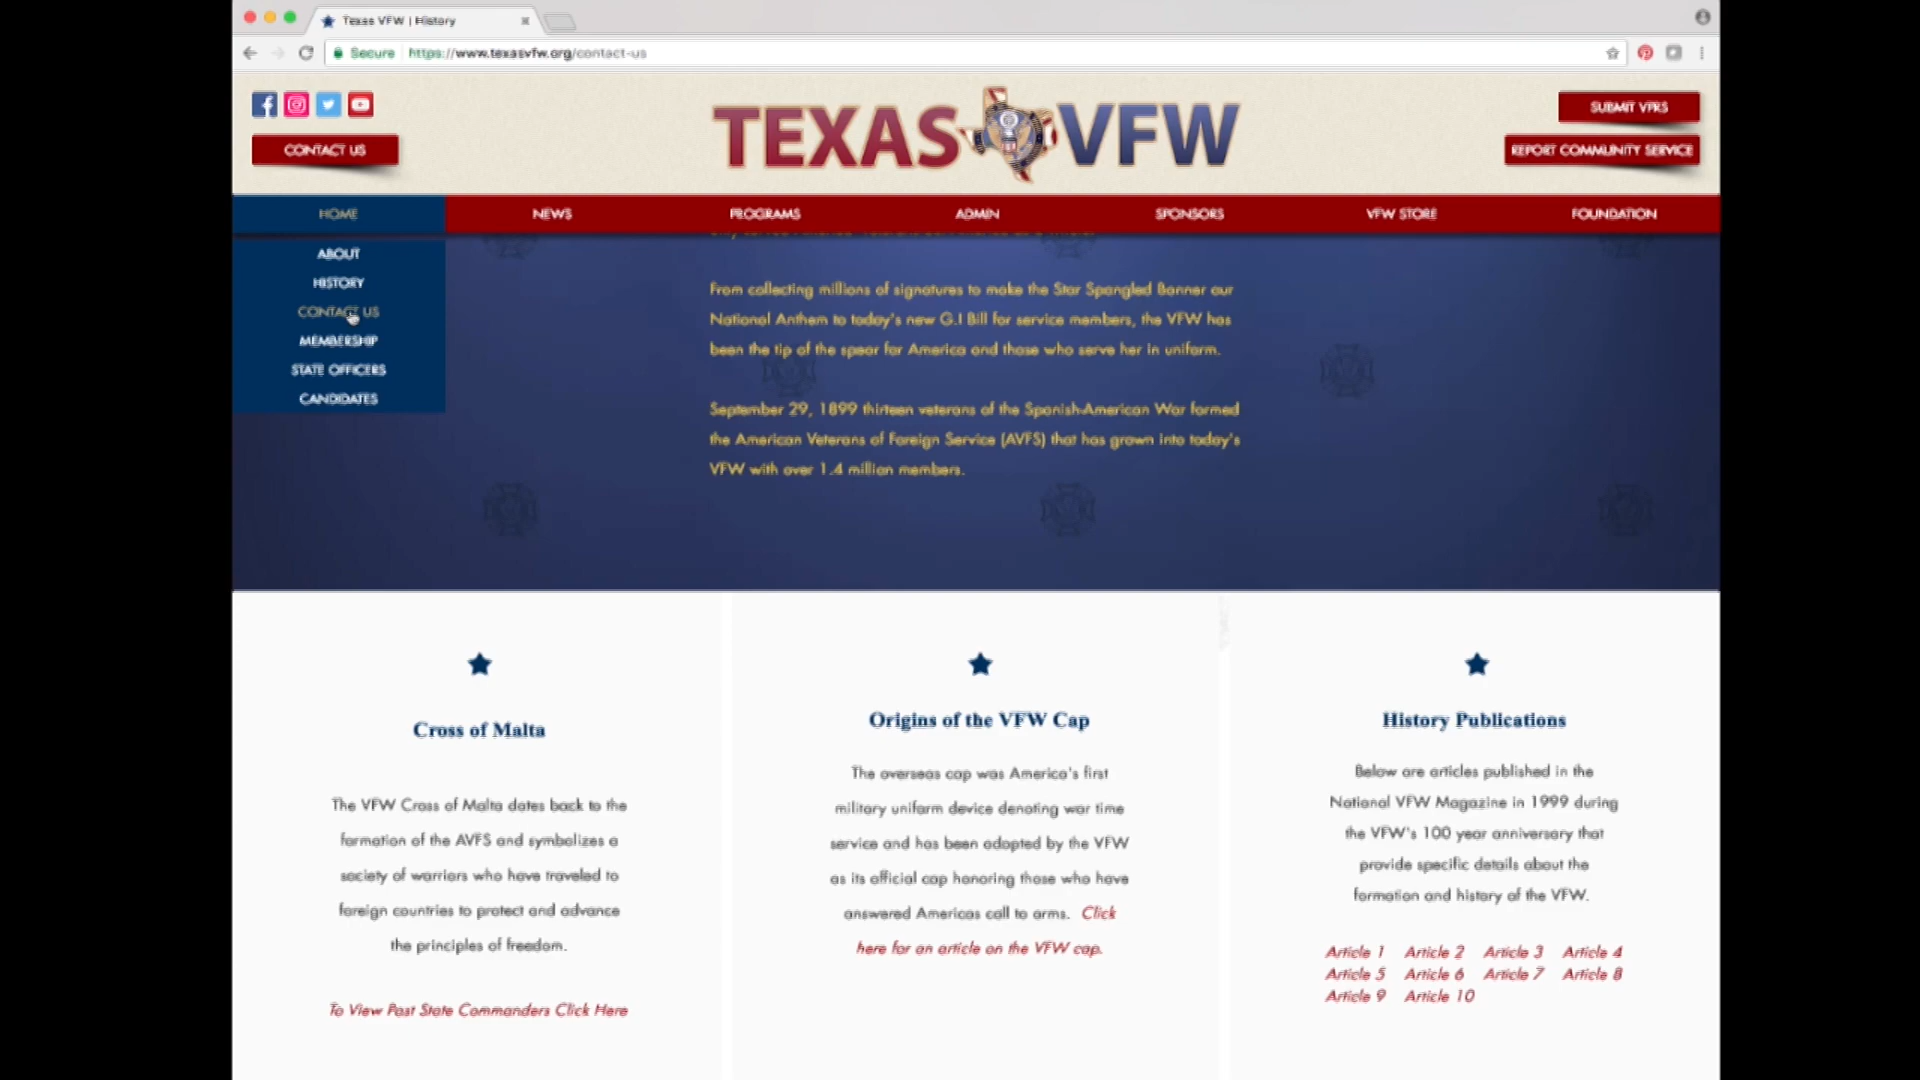 Texas VFW | History
Secure https://www.texasvfw.org/contact-us
CONTACT US
TEXAS VFW
SUBMIT VPRS
REPORT COMMUNITY SERVICE
HOME NEWS PROGRAMS ADMIN SPONSORS VFW STORE FOUNDATION
ABOUT
HISTORY
CONTACT US
MEMBERSHIP
STATE OFFICERS
CANDIDATES
From collecting millions of signatures to make the Star Spangled Banner our
National Anthem to today's new G.I Bill for service members, the VFW has
been the tip of the spear for America and those who serve her in uniform.
September 29, 1899 thirteen veterans of the Spanish-American War formed
the American Veterans of Foreign Service (AVFS) that has grown into today's
VFW with over 1.4 million members.
Cross of Malta
The VFW Cross of Malta dates back to the
formation of the AVFS and symbolizes a
society of warriors who have traveled to
foreign countries to protect and advance
the principles of freedom.
To View Past State Commanders Click Here
Origins of the VFW Cap
The overseas cap was America's first
military uniform device denoting war time
service and has been adopted by the VFW
as its official cap honoring those who have
answered Americas call to arms. Click
here for an article on the VFW cap.
History Publications
Below are articles published in the
National VFW Magazine in 1999 during
the VFW's 100 year anniversary that
provide specific details about the
formation and history of the VFW.
Article 1 Article 2 Article 3 Article 4
Article 5 Article 6 Article 7 Article 8
Article 9 Article 10